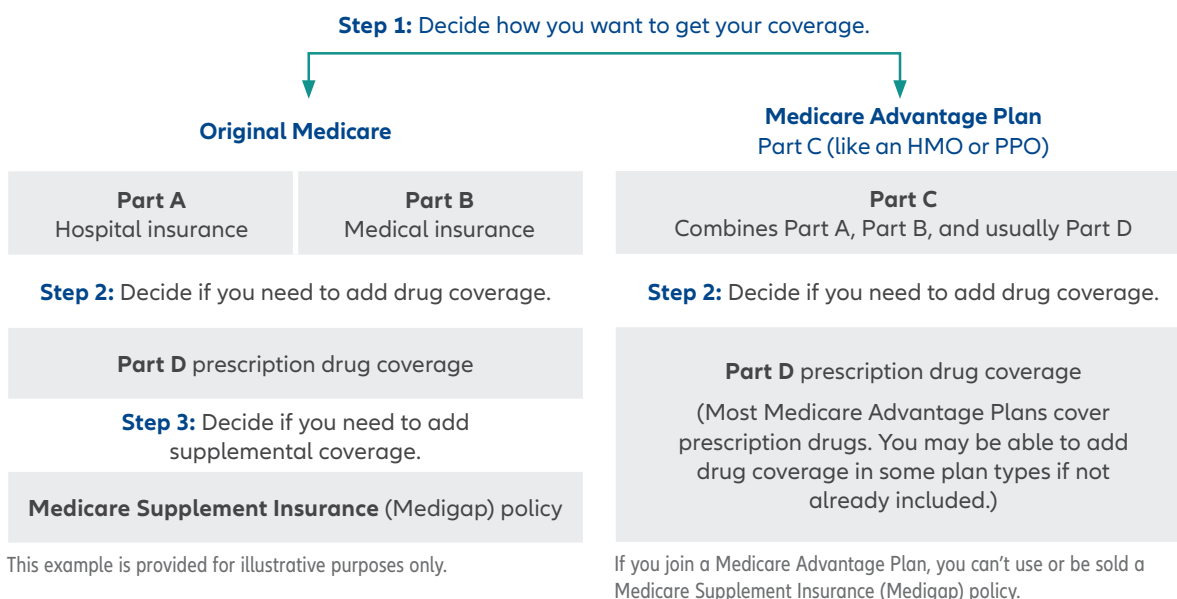 Step 1: Decide how you want to get your coverage.
Original Medicare
Part A
Hospital insurance
Part B
Medical insurance
Step 2: Decide if you need to add drug coverage.
Part D prescription drug coverage
Step 3: Decide if you need to add
supplemental coverage.
Medicare Supplement Insurance (Medigap) policy
This example is provided for illustrative purposes only.
Medicare Advantage Plan
Part C (like an HMO or PPO)
Part C
Combines Part A, Part B, and usually Part D
Step 2: Decide if you need to add drug coverage.
Part D prescription drug coverage
(Most Medicare Advantage Plans cover
prescription drugs. You may be able to add
drug coverage in some plan types if not
already included.)
If you join a Medicare Advantage Plan, you can’t use or be sold a
Medicare Supplement Insurance (Medigap) policy.